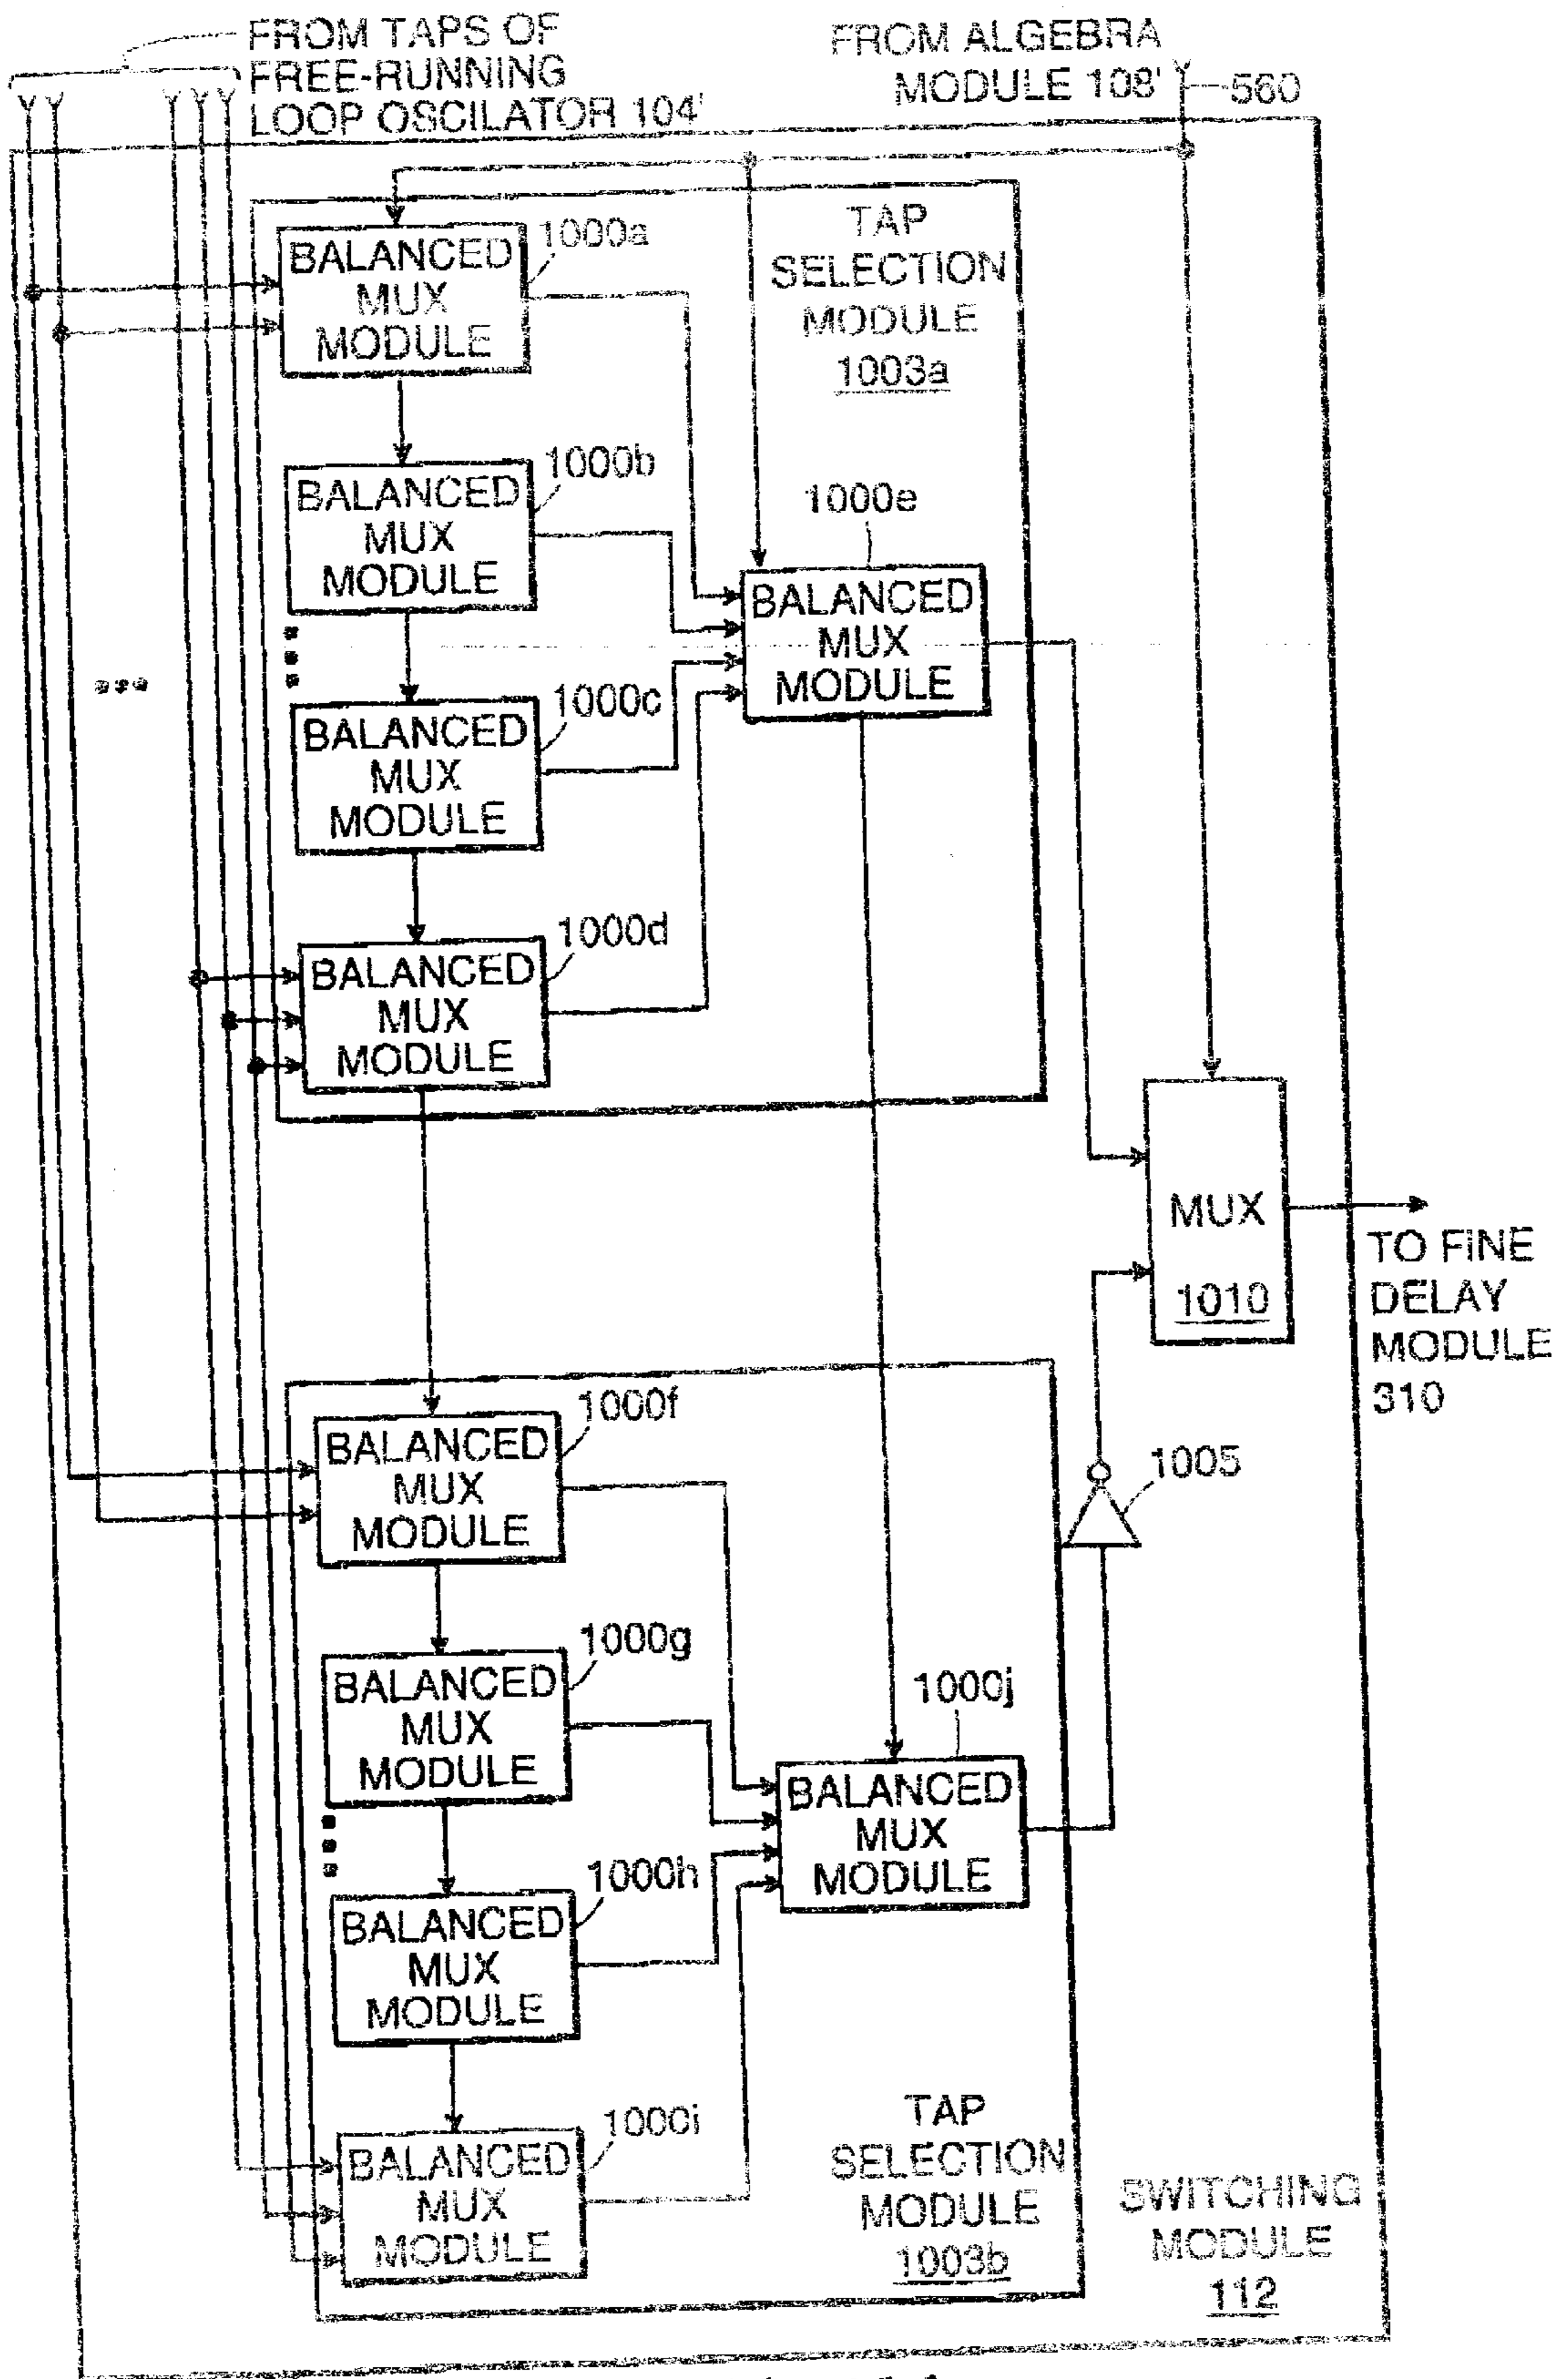 FROM TAPS OF
FREE-RUNNING
LOOP OSCILATOR 104'
FROM ALGEBRA
MODULE 108'
560
BALANCED
MUX
MODULE
1000a
TAP
SELECTION
MODULE
1003a
BALANCED
MUX
MODULE
1000b
1000e
BALANCED
MUX
MODULE
BALANCED
MUX
MODULE
1000c
BALANCED
MUX
MODULE
1000d
MUX
1010
TO FINE
DELAY
MODULE
310
BALANCED
MUX
MODULE
1000f
1005
BALANCED
MUX
MODULE
1000g
1000j
BALANCED
MUX
MODULE
BALANCED
MUX
MODULE
1000h
BALANCED
MUX
MODULE
1000i
TAP
SELECTION
MODULE
1003b
SWITCHING
MODULE
112